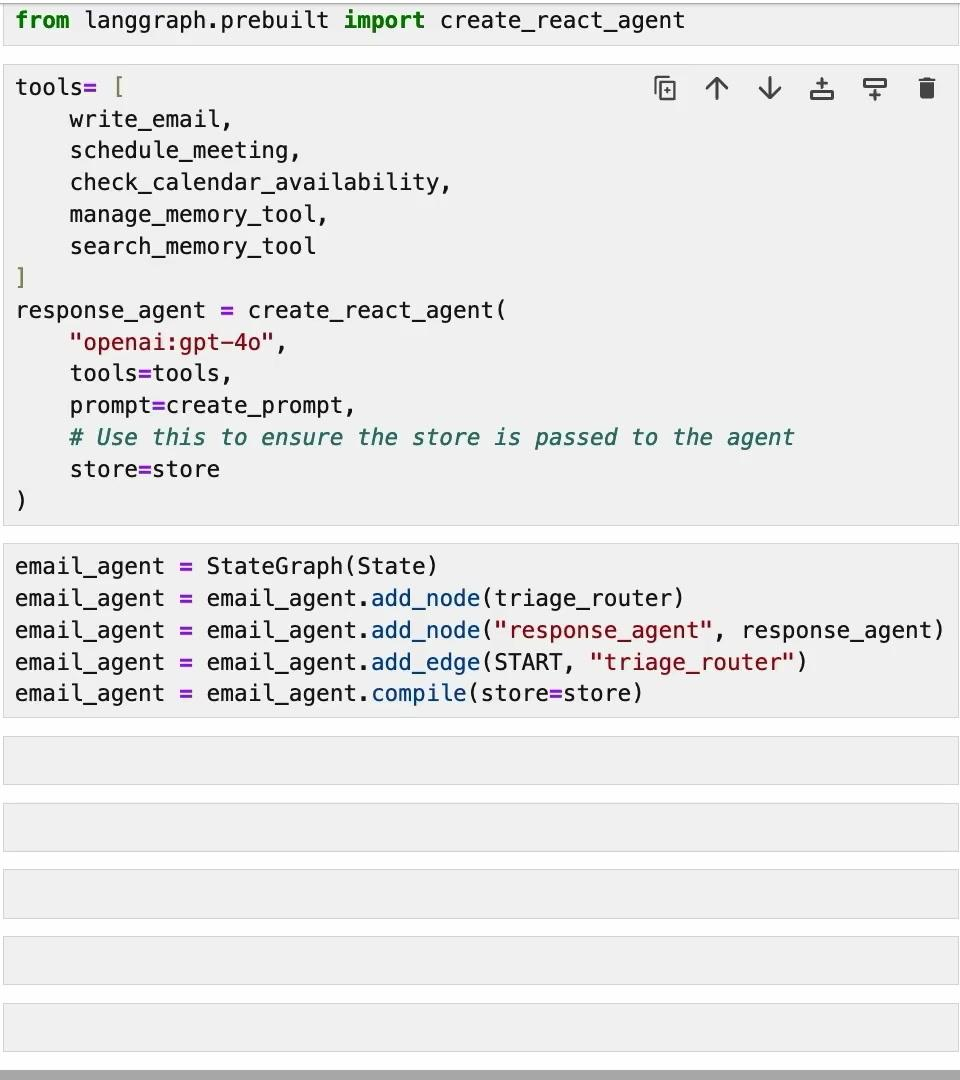 from langgraph.prebuilt import create_react_agent
tools= [
    write_email,
    schedule_meeting,
    check_calendar_availability,
    manage_memory_tool,
    search_memory_tool
]
response_agent = create_react_agent(
    "openai:gpt-4o",
    tools=tools,
    prompt=create_prompt,
    # Use this to ensure the store is passed to the agent
    store=store
)
email_agent = StateGraph(State)
email_agent = email_agent.add_node(triage_router)
email_agent = email_agent.add_node("response_agent", response_agent)
email_agent = email_agent.add_edge(START, "triage_router")
email_agent = email_agent.compile(store=store)